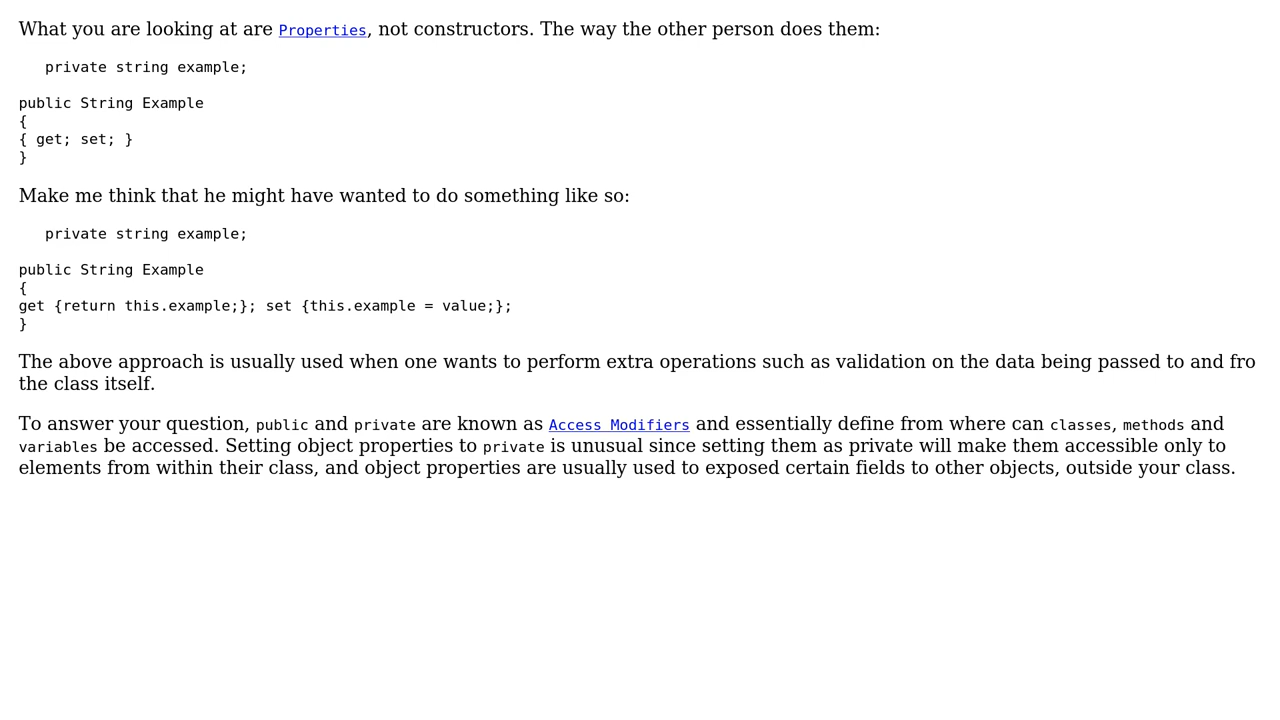 What you are looking at are Properties, not constructors. The way the other person does them:
private string example;
public String Example
{
{ get; set; }
}
Make me think that he might have wanted to do something like so:
private string example;
public String Example
{
get {return this.example;}; set {this.example = value;};
}
The above approach is usually used when one wants to perform extra operations such as validation on the data being passed to and fro
the class itself.
To answer your question, public and private are known as Access Modifiers and essentially define from where can classes, methods and
variables be accessed. Setting object properties to private is unusual since setting them as private will make them accessible only to
elements from within their class, and object properties are usually used to exposed certain fields to other objects, outside your class.